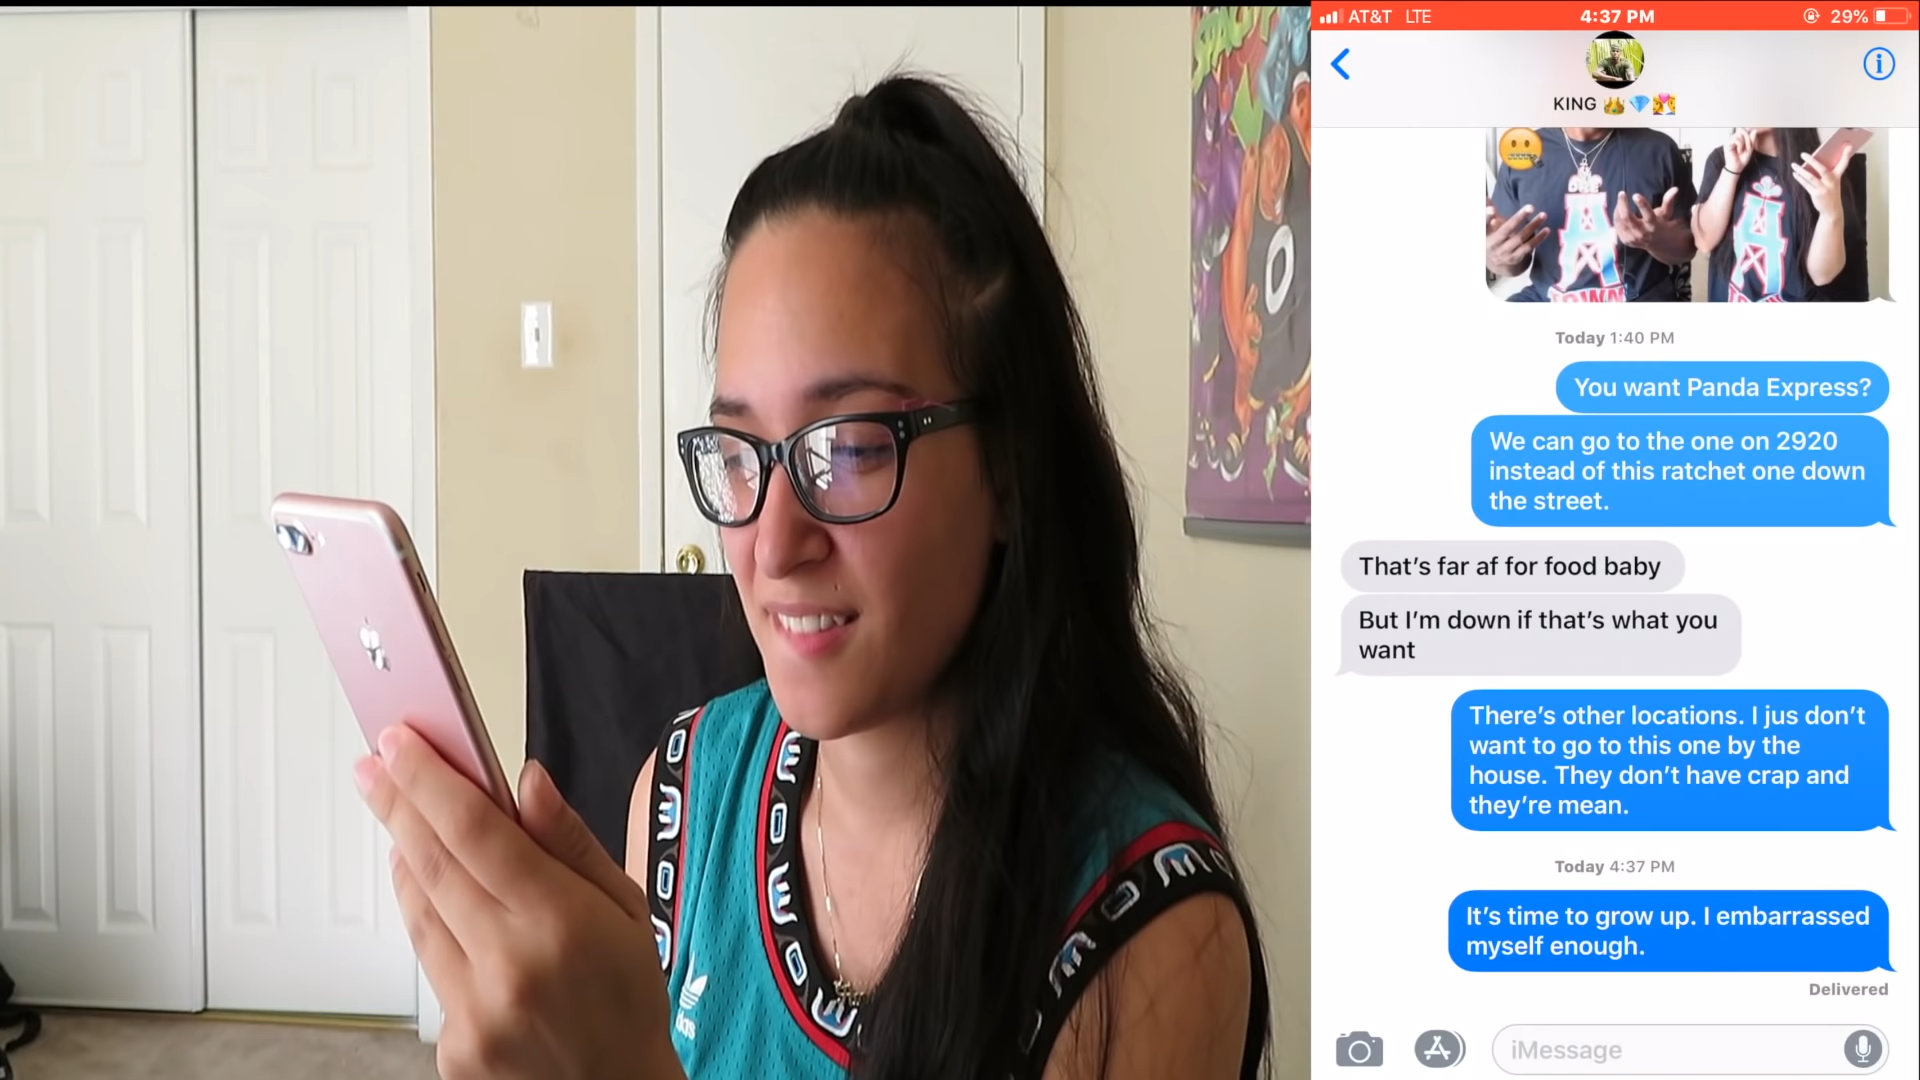 AT&T LTE 4:37 PM 29%
KING 👑💎💏
A A
TOWN TOWN
Today 1:40 PM
You want Panda Express?
We can go to the one on 2920
instead of this ratchet one down
the street.
That's far af for food baby
But I'm down if that's what you
want
There's other locations. I jus don't
want to go to this one by the
house. They don't have crap and
they're mean.
Today 4:37 PM
It's time to grow up. I embarrassed
myself enough.
Delivered
iMessage
adidas